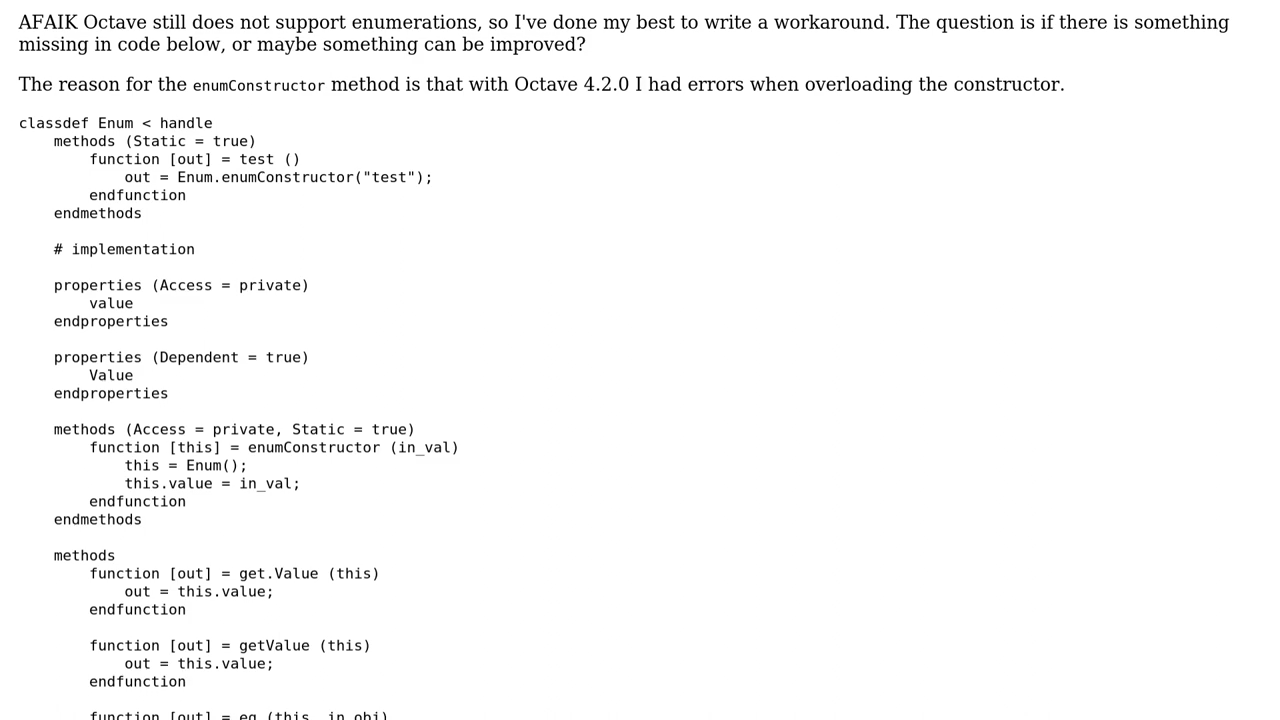 AFAIK Octave still does not support enumerations, so I've done my best to write a workaround. The question is if there is something
missing in code below, or maybe something can be improved?
The reason for the enumConstructor method is that with Octave 4.2.0 I had errors when overloading the constructor.
classdef Enum < handle
    methods (Static = true)
        function [out] = test ()
            out = Enum.enumConstructor("test");
        endfunction
    endmethods
    # implementation
    properties (Access = private)
        value
    endproperties
    properties (Dependent = true)
        Value
    endproperties
    methods (Access = private, Static = true)
        function [this] = enumConstructor (in_val)
            this = Enum();
            this.value = in_val;
        endfunction
    endmethods
    methods
        function [out] = get.Value (this)
            out = this.value;
        endfunction
        function [out] = getValue (this)
            out = this.value;
        endfunction
        function [out] = eq (this, in_obj)